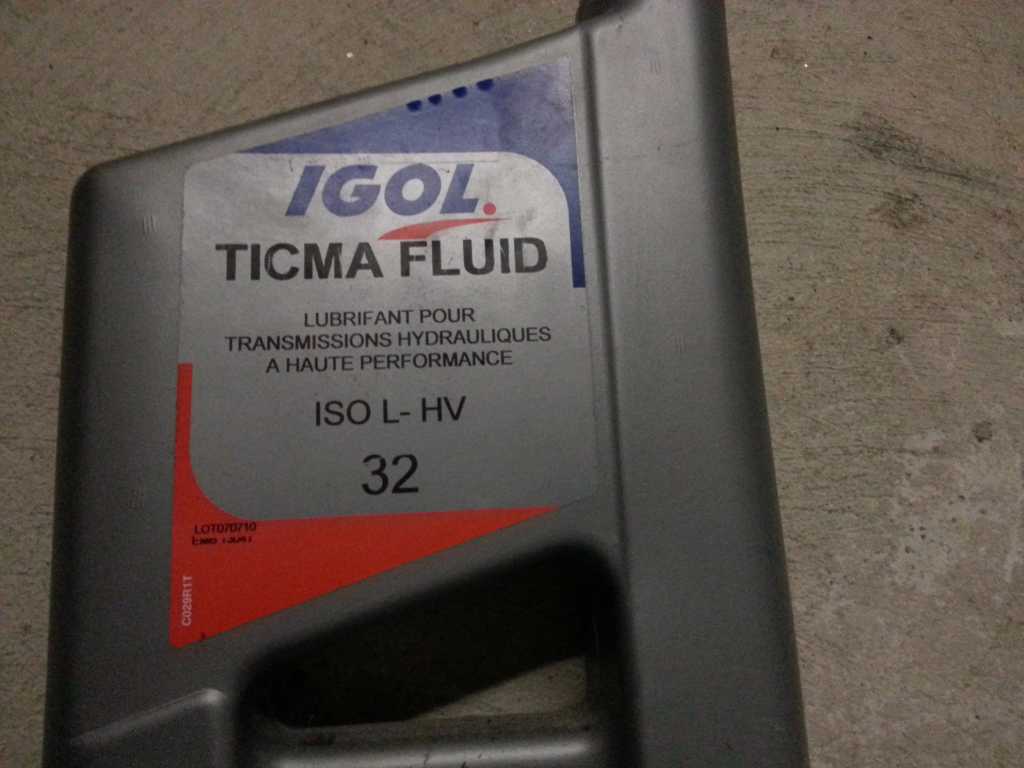 IGOL
TICMA FLUID
LUBRIFANT POUR
TRANSMISSIONS HYDRAULIQUES
A HAUTE PERFORMANCE
ISO L- HV
32
LOT070710
C029R1T